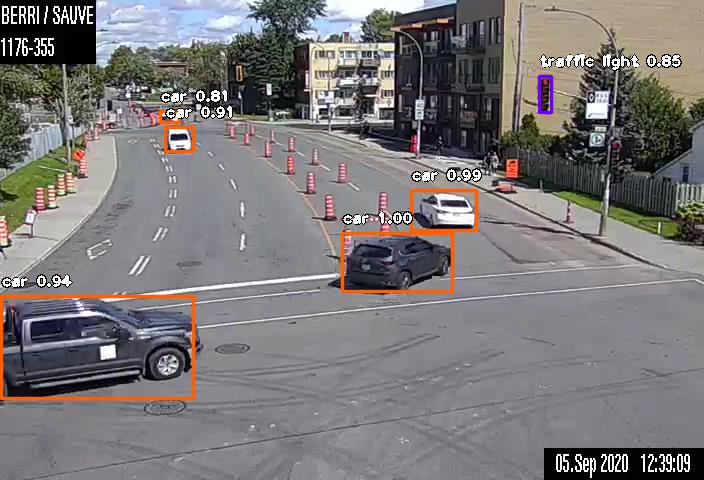 BERRI / SAUVE
1176-355
traffic light 0.85
car 0.81
car 0.91
car 0.99
car 1.00
car 0.94
05.Sep 2020 12:39:09